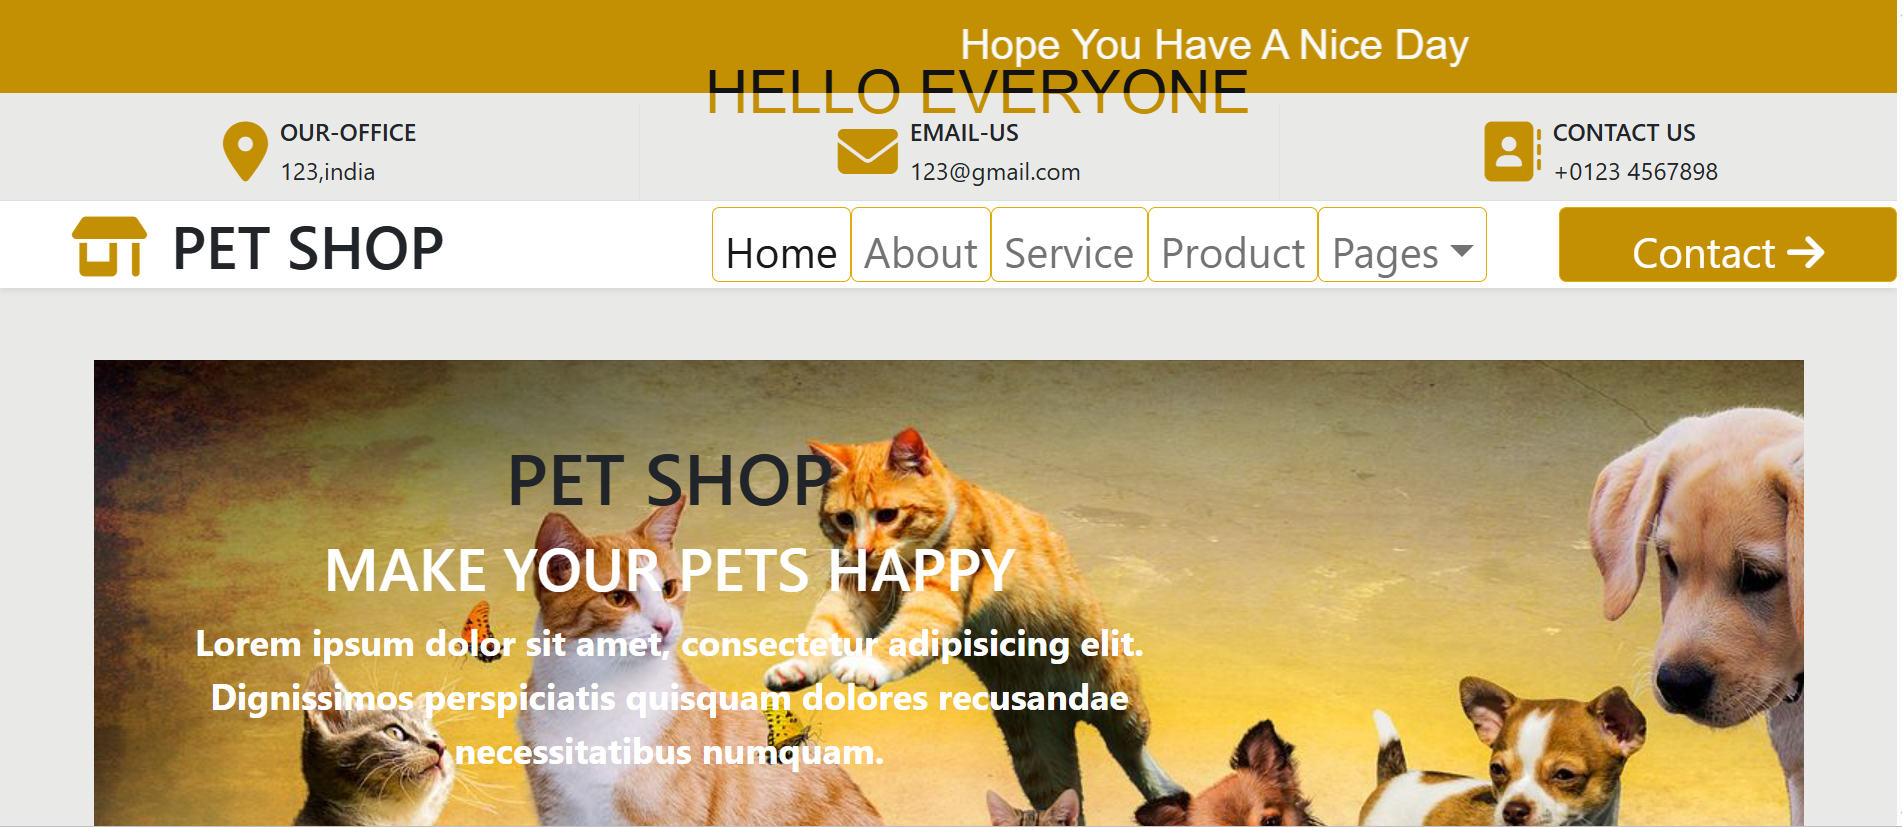 Hope You Have A Nice Day
HELLO EVERYONE
OUR-OFFICE
123,india
EMAIL-US
123@gmail.com
CONTACT US
+0123 4567898
PET SHOP
Home About Service Product Pages
Contact
PET SHOP
MAKE YOUR PETS HAPPY
Lorem ipsum dolor sit amet, consectetur adipisicing elit.
Dignissimos perspiciatis quisquam dolores recusandae
necessitatibus numquam.